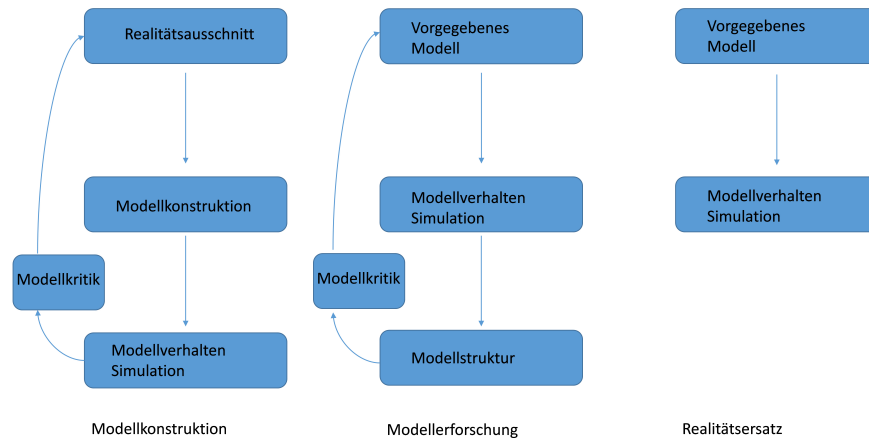 Realitätsausschnitt
Modellkonstruktion
Modellkritik
Modellverhalten
Simulation
Modellkonstruktion
Vorgegebenes
Modell
Modellverhalten
Simulation
Modellkritik
Modellstruktur
Modellerforschung
Vorgegebenes
Modell
Modellverhalten
Simulation
Realitätsersatz